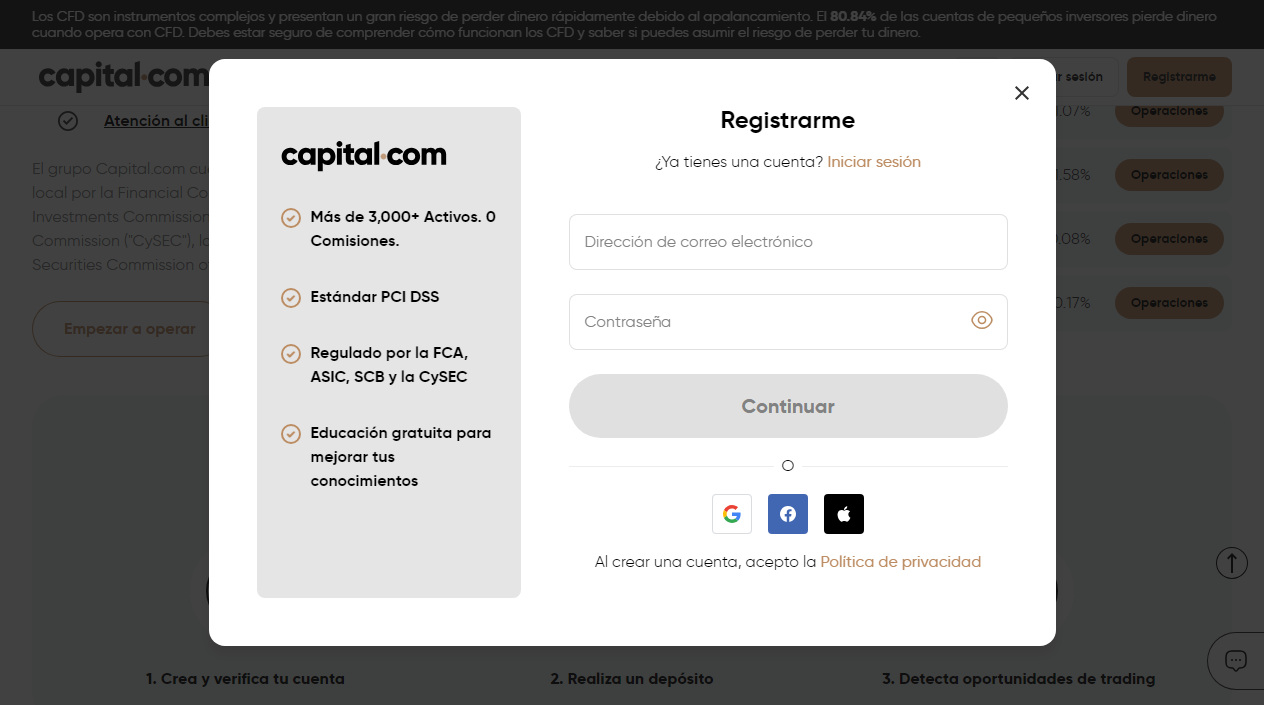 Los CFD son instrumentos complejos y presentan un gran riesgo de perder dinero rápidamente debido al apalancamiento. El 80.84% de las cuentas de pequeños inversores pierde dinero
cuando opera con CFD. Debes estar seguro de comprender cómo funcionan los CFD y saber si puedes asumir el riesgo de perder tu dinero.
capital.com
sesión
Registrarme
Atención al cli
El grupo Capital.com cu
local por la Financial Co
Investments Commission
Commission ("CySEC"), l
Securities Commission o
Empezar a operar
.07%
Operaciones
.58%
Operaciones
.08%
Operaciones
0.17%
Operaciones
capital.com
Más de 3,000+ Activos. 0
Comisiones.
Estándar PCI DSS
Regulado por la FCA,
ASIC, SCB y la CySEC
Educación gratuita para
mejorar tus
conocimientos
Registrarme
¿Ya tienes una cuenta? Iniciar sesión
Dirección de correo electrónico
Contraseña
Continuar
O
Al crear una cuenta, acepto la Política de privacidad
1. Crea y verifica tu cuenta
2. Realiza un depósito
3. Detecta oportunidades de trading